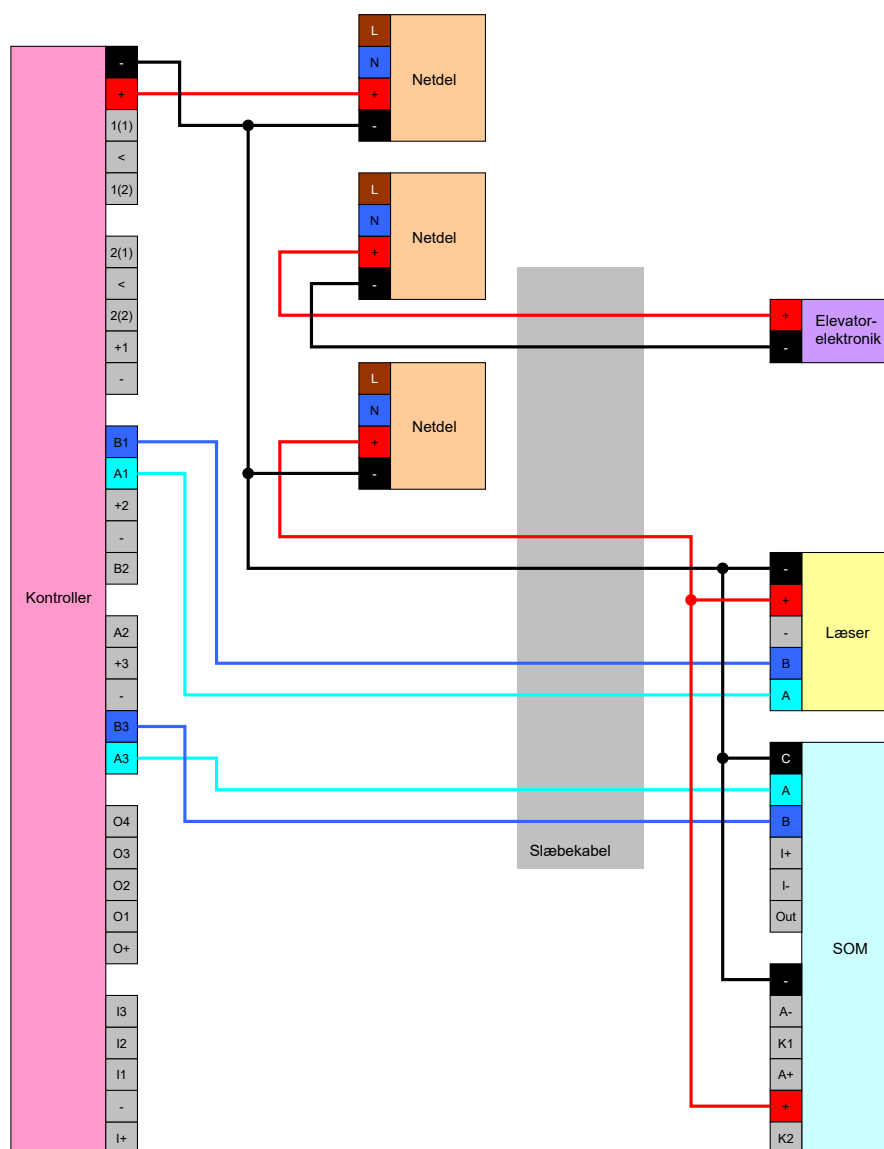 Kontroller
-
+
1(1)
<
1(2)
2(1)
<
2(2)
+1
-
B1
A1
+2
-
B2
A2
+3
-
B3
A3
O4
O3
O2
O1
O+
I3
I2
I1
-
I+
L
N
+
-
Netdel
L
N
+
-
Netdel
L
N
+
-
Netdel
Slæbekabel
+
-
Elevator-
elektronik
-
+
-
B
A
Læser
C
A
B
I+
I-
Out
-
A-
K1
A+
+
K2
SOM